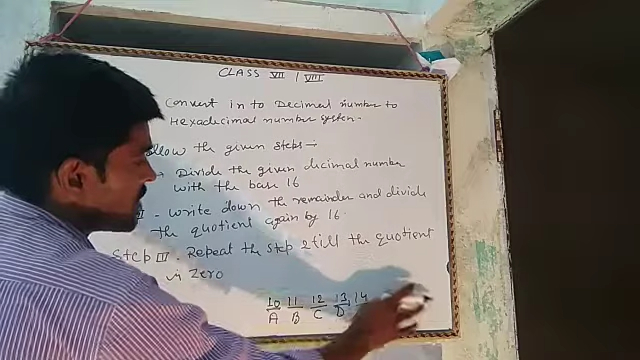 CLASS VII / VIII
Convert in to Decimal number to
Hexadecimal number system.
the given steps :-
→ Divide the given decimal number
with the base 16
- Write down the remainder and divide
the quotient again by 16.
Step III. Repeat the step 2 till the quotient
is Zero
10 11 12 13 14
A B C D